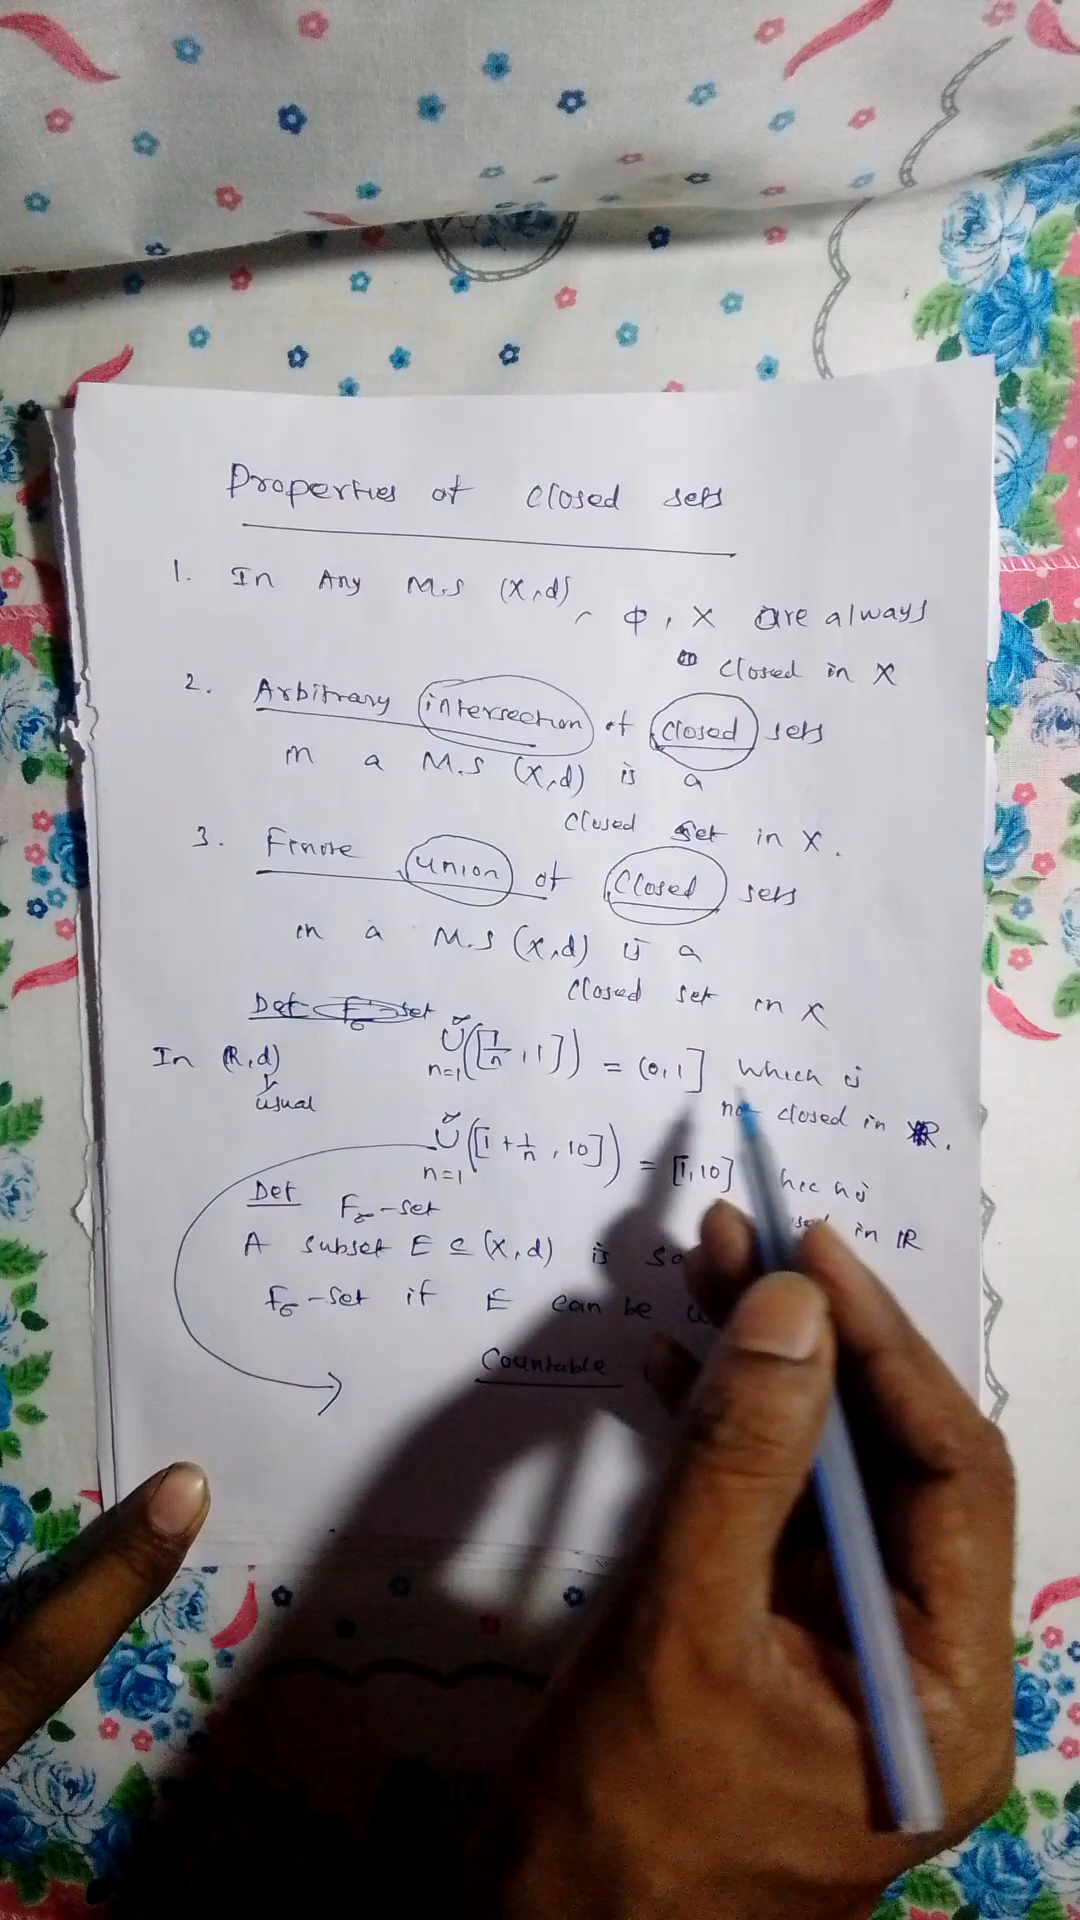 Properties of closed sets
1. In Any M.S (X,d), φ, X are always
closed in X
2. Arbitrary intersection of closed sets
in a M.S (X,d) is a
closed set in X.
3. Finite union of closed sets
in a M.S (X,d) is a
closed set in X
Def Fσ-set
In (R,d) ∞⋃n=1 ([1/n, 1]) = (0,1] which is
usual not closed in R.
∞⋃n=1 ([1 + 1/n, 10]) = [1,10]
in R
Def Fσ-set
A subset E ⊆ (X,d) is
Fσ-set if E can be
Countable